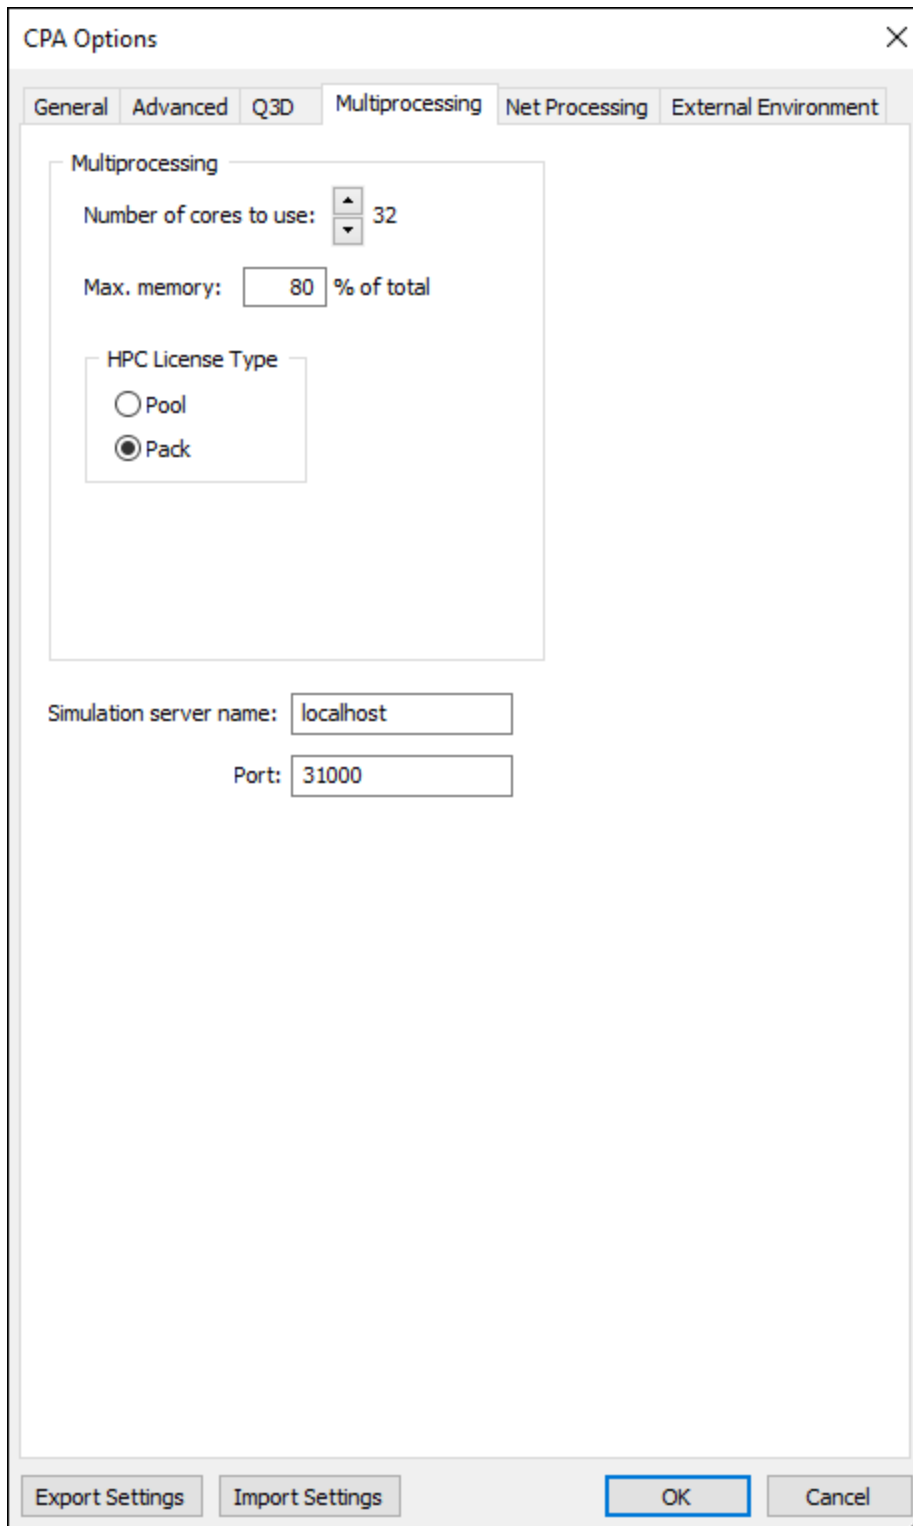 CPA Options
General Advanced Q3D Multiprocessing Net Processing External Environment
Multiprocessing
Number of cores to use: 32
Max. memory: 80 % of total
HPC License Type
Pool
Pack
Simulation server name: localhost
Port: 31000
Export Settings Import Settings OK Cancel